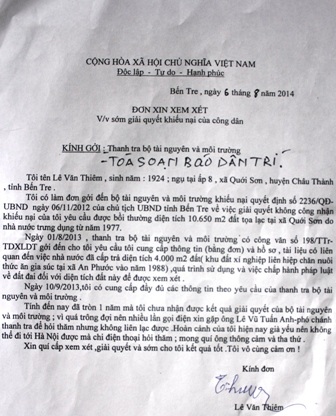 CỘNG HÒA XÃ HỘI CHỦ NGHĨA VIỆT NAM
Độc lập - Tự do - Hạnh phúc
Bến Tre, ngày 6 tháng 8 năm 2014
ĐƠN XIN XEM XÉT
V/v sớm giải quyết khiếu nại của công dân
KÍNH GỞI : Thanh tra bộ tài nguyên và môi trường
- TÒA SOẠN BÁO DÂN TRÍ.
Tôi tên Lê Văn Thiêm, sinh năm : 1924 ; ngụ tại ấp 8 , xã Quới Sơn, huyện Châu Thành
, tỉnh Bến Tre .
Tôi có làm đơn gởi đến bộ tài nguyên và môi trường khiếu nại quyết định số 2236/QĐ-
UBND ngày 06/11/2012 của chủ tịch UBND tỉnh Bến Tre về việc giải quyết không công nhận
khiếu nại của tôi yêu cầu được bồi thường diện tích 10.650 m2 đất tọa lạc tại xã Quới Sơn do
nhà nước trưng dụng từ năm 1977.
Ngày 01/8/2013 , thanh tra bộ tài nguyên và môi trường có công văn số 198/TTr-
TDXLĐT gởi đến cho tôi yêu cầu tôi cung cấp thông tin (bằng đơn) và hồ sơ , tài liệu có liên
quan đến việc nhà nước đã cấp trả diện tích 4.000 m2 đất( khu đất xí nghiệp liên hiệp chăn nuôi
thức ăn gia súc tại xã An Phước vào năm 1988) ,quá trình sử dụng và việc chấp hành pháp luật
về đất đai đối với diện tích đất này để được xem xét .
Ngày 10/9/2013,tôi có cung cấp đầy đủ các thông tin theo yêu cầu của thanh tra bộ tài
nguyên và môi trường .
Tính đến nay đã tròn 1 năm mà tôi chưa nhận được kết quả giải quyết của bộ tài nguyên
và môi trường ; vì quá trông đợi nên nhiều lần gọi điện xin gặp ông Lê Vũ Tuấn Anh-phó chánh
thanh tra để hỏi thăm nhưng không liên lạc được .Hoàn cảnh của tôi hiện nay già yếu nên không
thể đi tới Hà Nội được mà chỉ điện thoại hỏi thăm ; mong quí ông thông cảm và tha thứ .
Xin quí cấp xem xét ,giải quyết và sớm cho tôi kết quả tốt .Tôi vô cùng cảm ơn !
Kính đơn
Lê Văn Thiêm